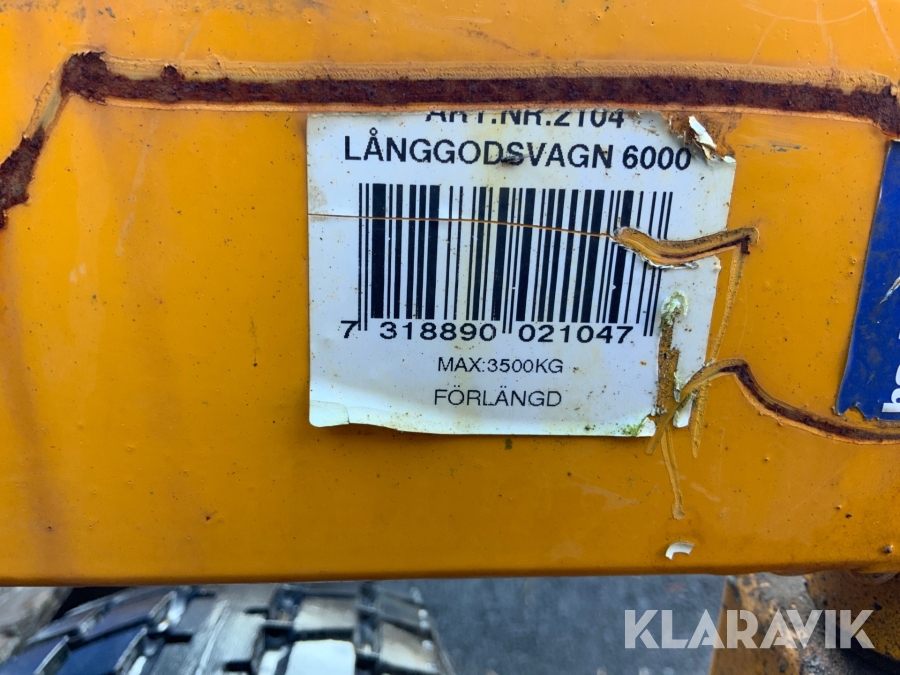 ART.NR.2104
LÅNGGODSVAGN 6000
7 318890 021047
MAX:3500KG
FÖRLÄNGD
KLARAVIK